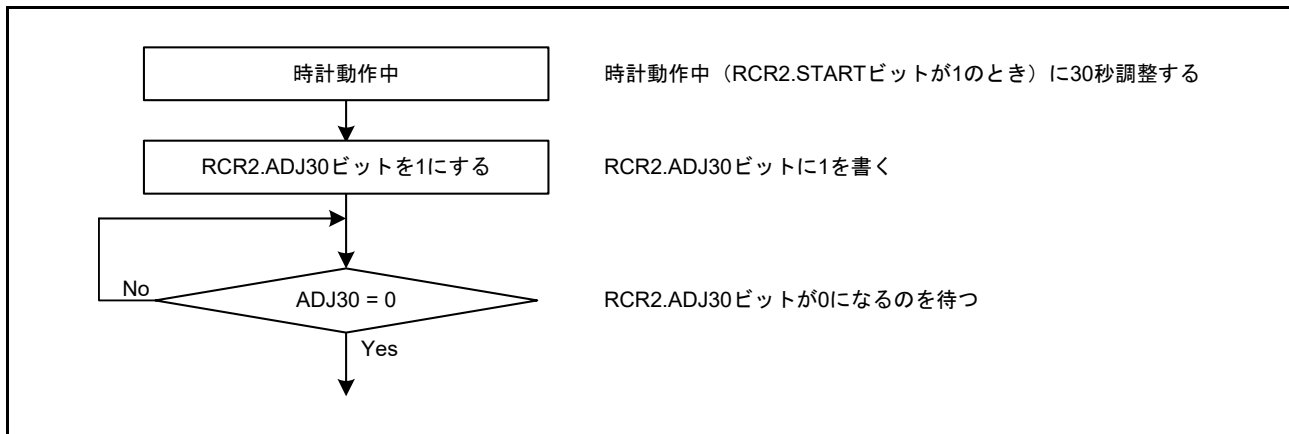 時計動作中
時計動作中（RCR2.STARTビットが1のとき）に30秒調整する
RCR2.ADJ30ビットを1にする
RCR2.ADJ30ビットに1を書く
No
ADJ30 = 0
RCR2.ADJ30ビットが0になるのを待つ
Yes